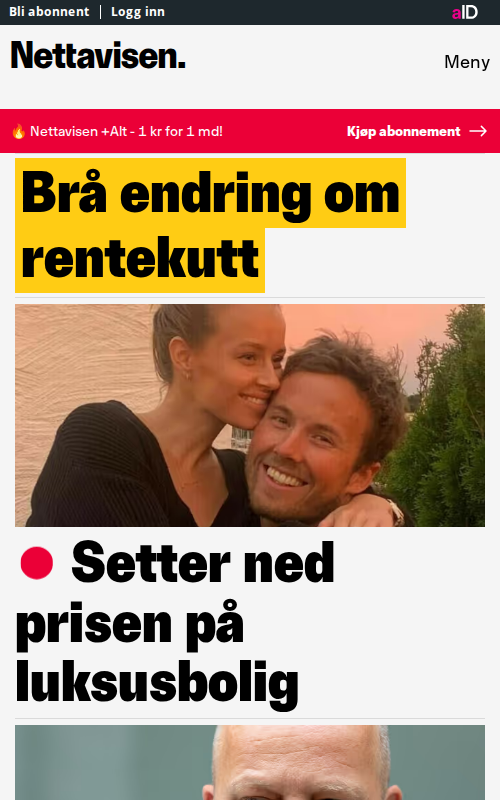 Bli abonnent
Logg inn
aID
Nettavisen.
Meny
Nettavisen +Alt - 1 kr for 1 md!
Kjøp abonnement
Brå endring om
rentekutt
Setter ned
prisen på
luksusbolig